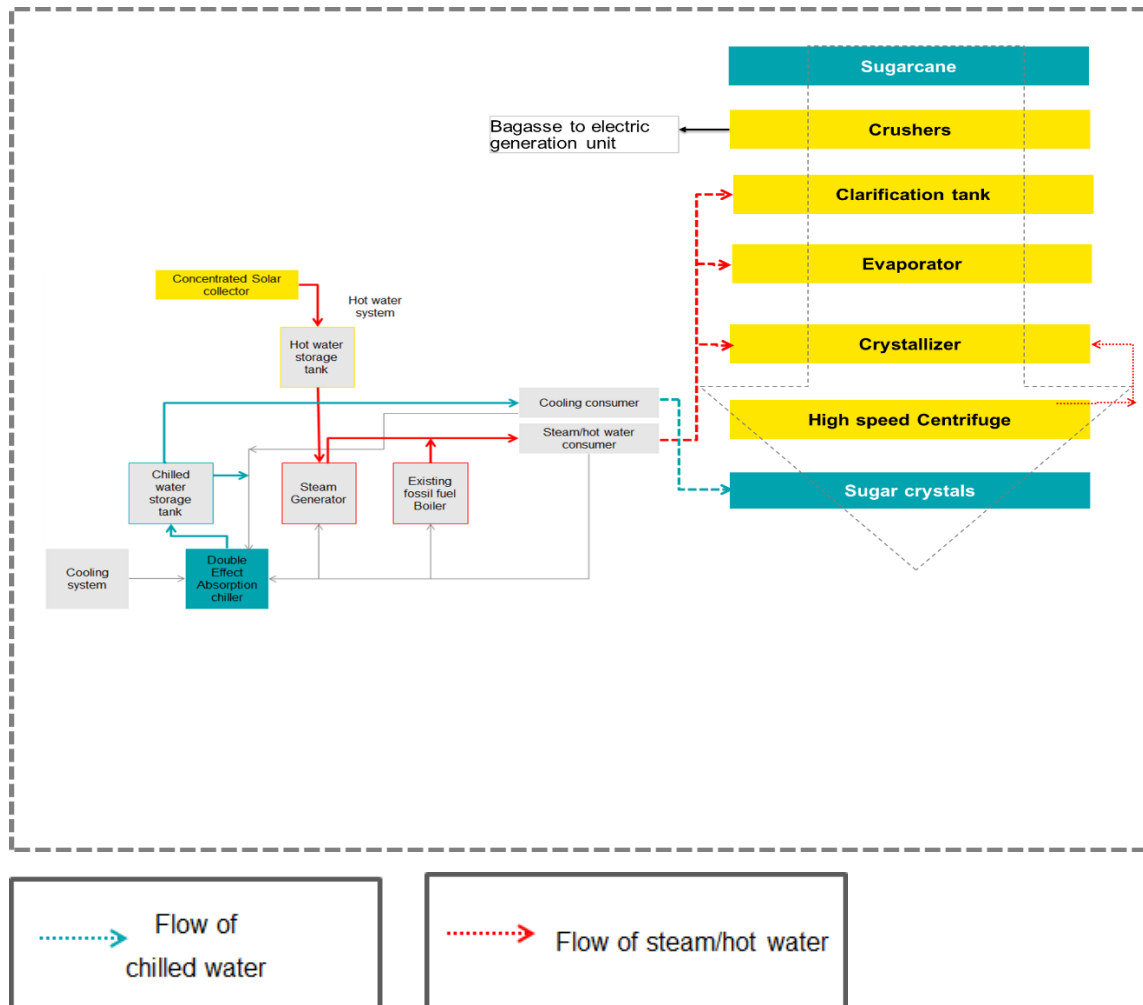 Sugarcane
Bagasse to electric
generation unit
Crushers
Clarification tank
Evaporator
Concentrated Solar
collector
Hot water
system
Hot water
storage
tank
Crystallizer
Cooling consumer
High speed Centrifuge
Steam/hot water
consumer
Chilled
water
storage
tank
Steam
Generator
Existing
fossil fuel
Boiler
Sugar crystals
Cooling
system
Double
Effect
Absorption
chiller
Flow of
chilled water
Flow of steam/hot water